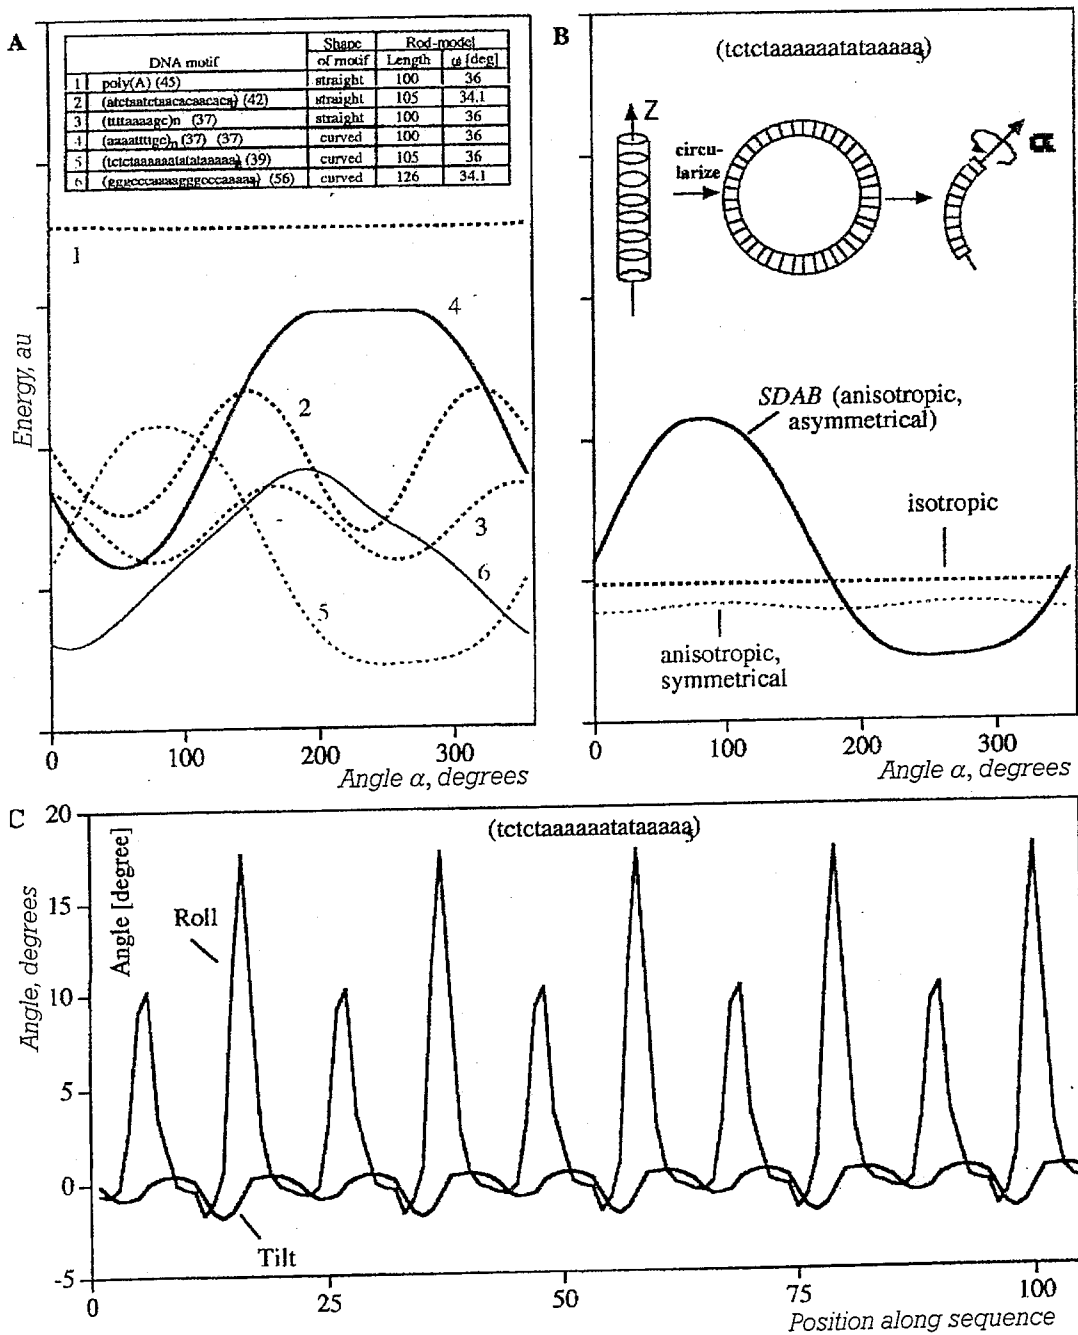 A
Shape Rod-model
DNA motif of motif Length ω [deg]
1 poly(A) (45) straight 100 36
2 (atctaatctaacacaacaca)n (42) straight 105 34.1
3 (ttttaaaagc)n (37) straight 100 36
4 (aaaattttgc)n (37) (37) curved 100 36
5 (tctctaaaaaatatataaaaa)n (39) curved 105 36
6 (gggcccaaaagggcccaaaaa)n (56) curved 126 34.1
1
4
2
3
6
5
Energy, au
0 100 200 300
Angle α, degrees
B
(tctctaaaaaatataaaaa)5
Z
circu-
larize
α
SDAB (anisotropic,
asymmetrical)
isotropic
anisotropic,
symmetrical
0 100 200 300
Angle α, degrees
C
(tctctaaaaaatataaaaa)5
Angle [degree]
Angle, degrees
20
15
10
5
0
-5
Roll
Tilt
0 25 50 75 100
Position along sequence